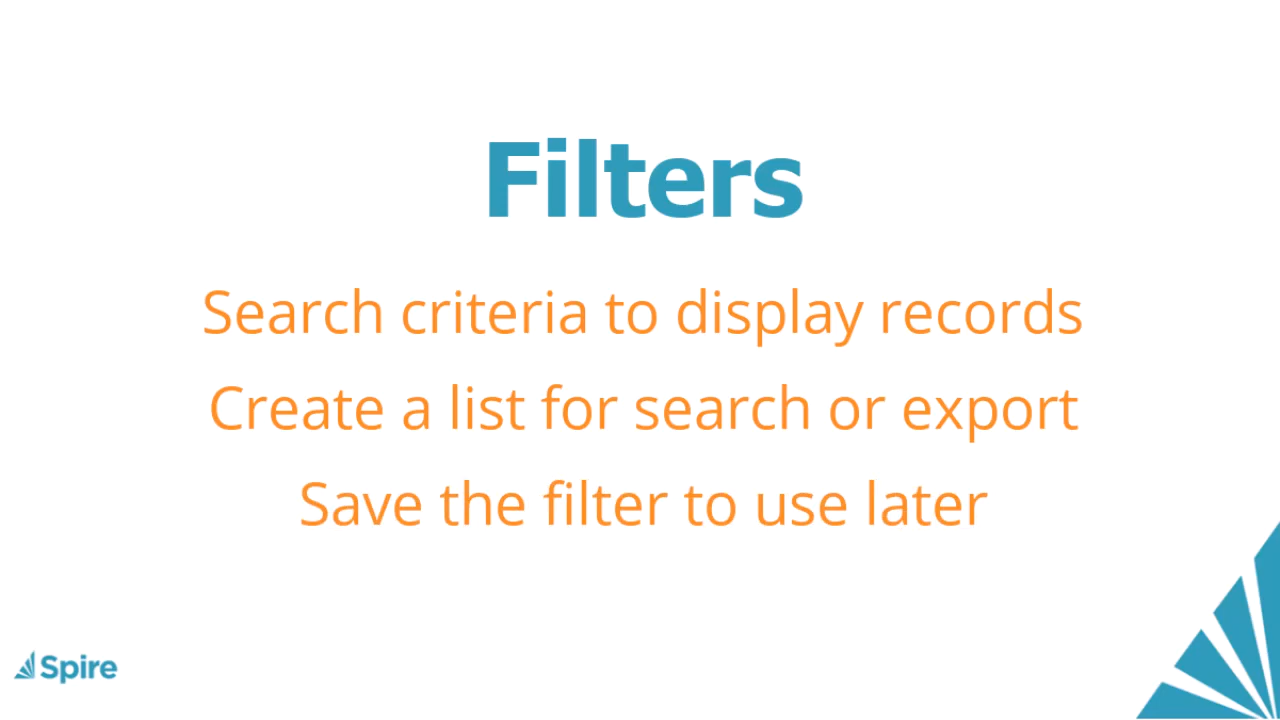 Filters
Search criteria to display records
Create a list for search or export
Save the filter to use later
Spire